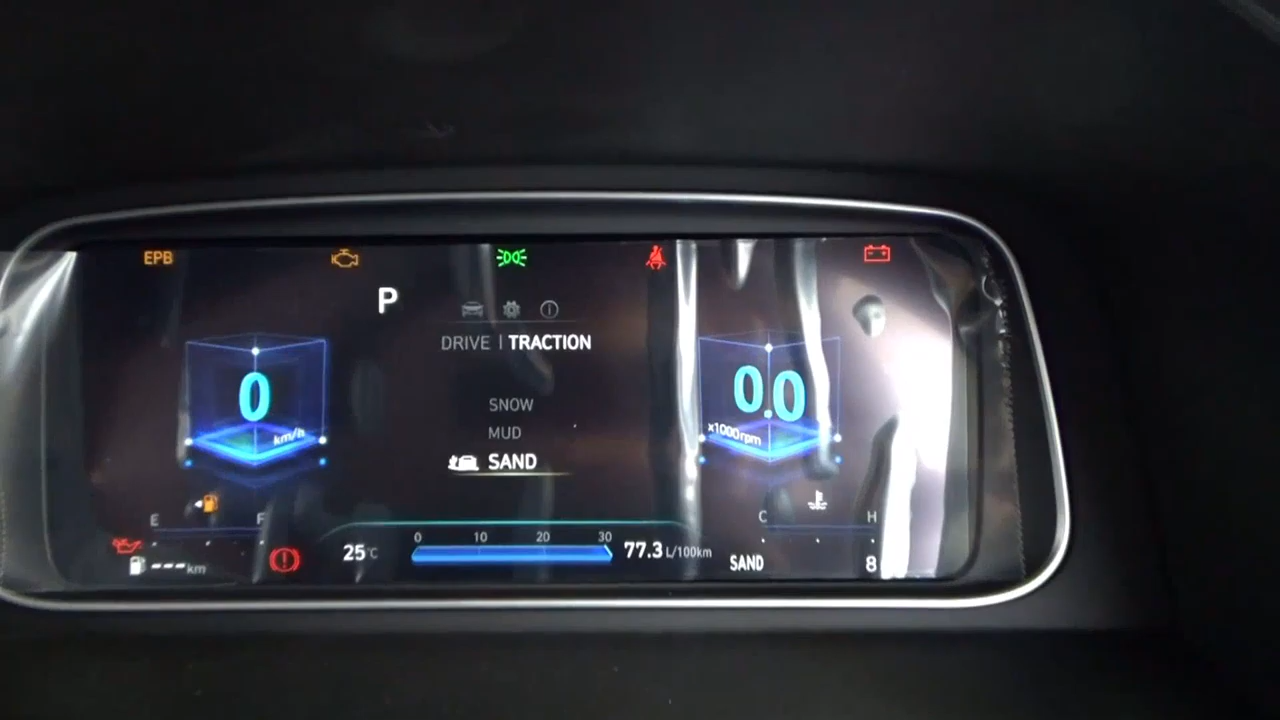 EPB
P
DRIVE | TRACTION
0
km/h
SNOW
MUD
SAND
0.0
x1000rpm
E F
C H
---km
25°C
0 10 20 30
77.3 L/100km
SAND
8